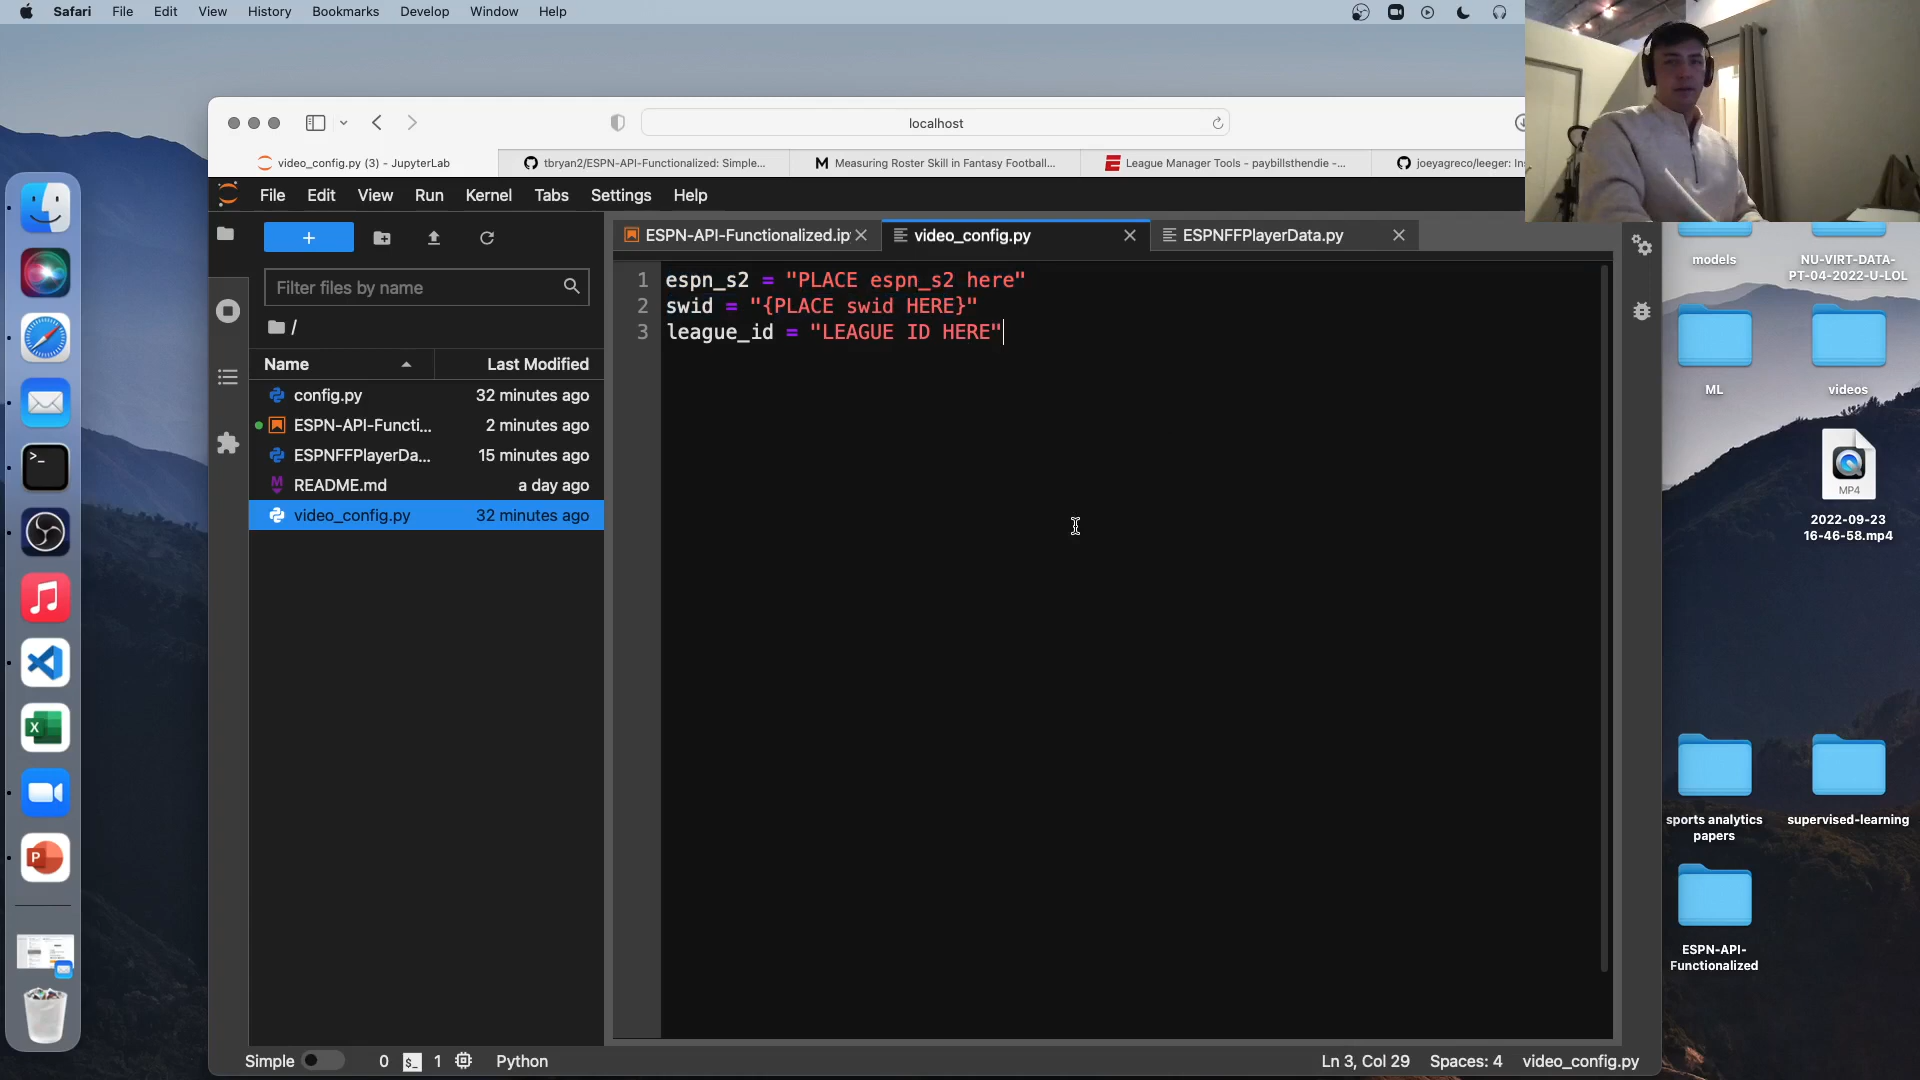 Safari File Edit View History Bookmarks Develop Window Help
localhost
video_config.py (3) - JupyterLab
tbryan2/ESPN-API-Functionalized: Simple...
Measuring Roster Skill in Fantasy Football...
League Manager Tools - paybillsthendie -...
joeyagreco/leeger: Ins
File Edit View Run Kernel Tabs Settings Help
ESPN-API-Functionalized.ip
video_config.py
ESPNFFPlayerData.py
Filter files by name
/
Name Last Modified
config.py 32 minutes ago
ESPN-API-Functi... 2 minutes ago
ESPNFFPlayerDa... 15 minutes ago
README.md a day ago
video_config.py 32 minutes ago
1 espn_s2 = "PLACE espn_s2 here"
2 swid = "{PLACE swid HERE}"
3 league_id = "LEAGUE ID HERE"
Simple 0 1 Python
Ln 3, Col 29 Spaces: 4 video_config.py
models
NU-VIRT-DATA-
PT-04-2022-U-LOL
ML
videos
MP4
2022-09-23
16-46-58.mp4
sports analytics
papers
supervised-learning
ESPN-API-
Functionalized